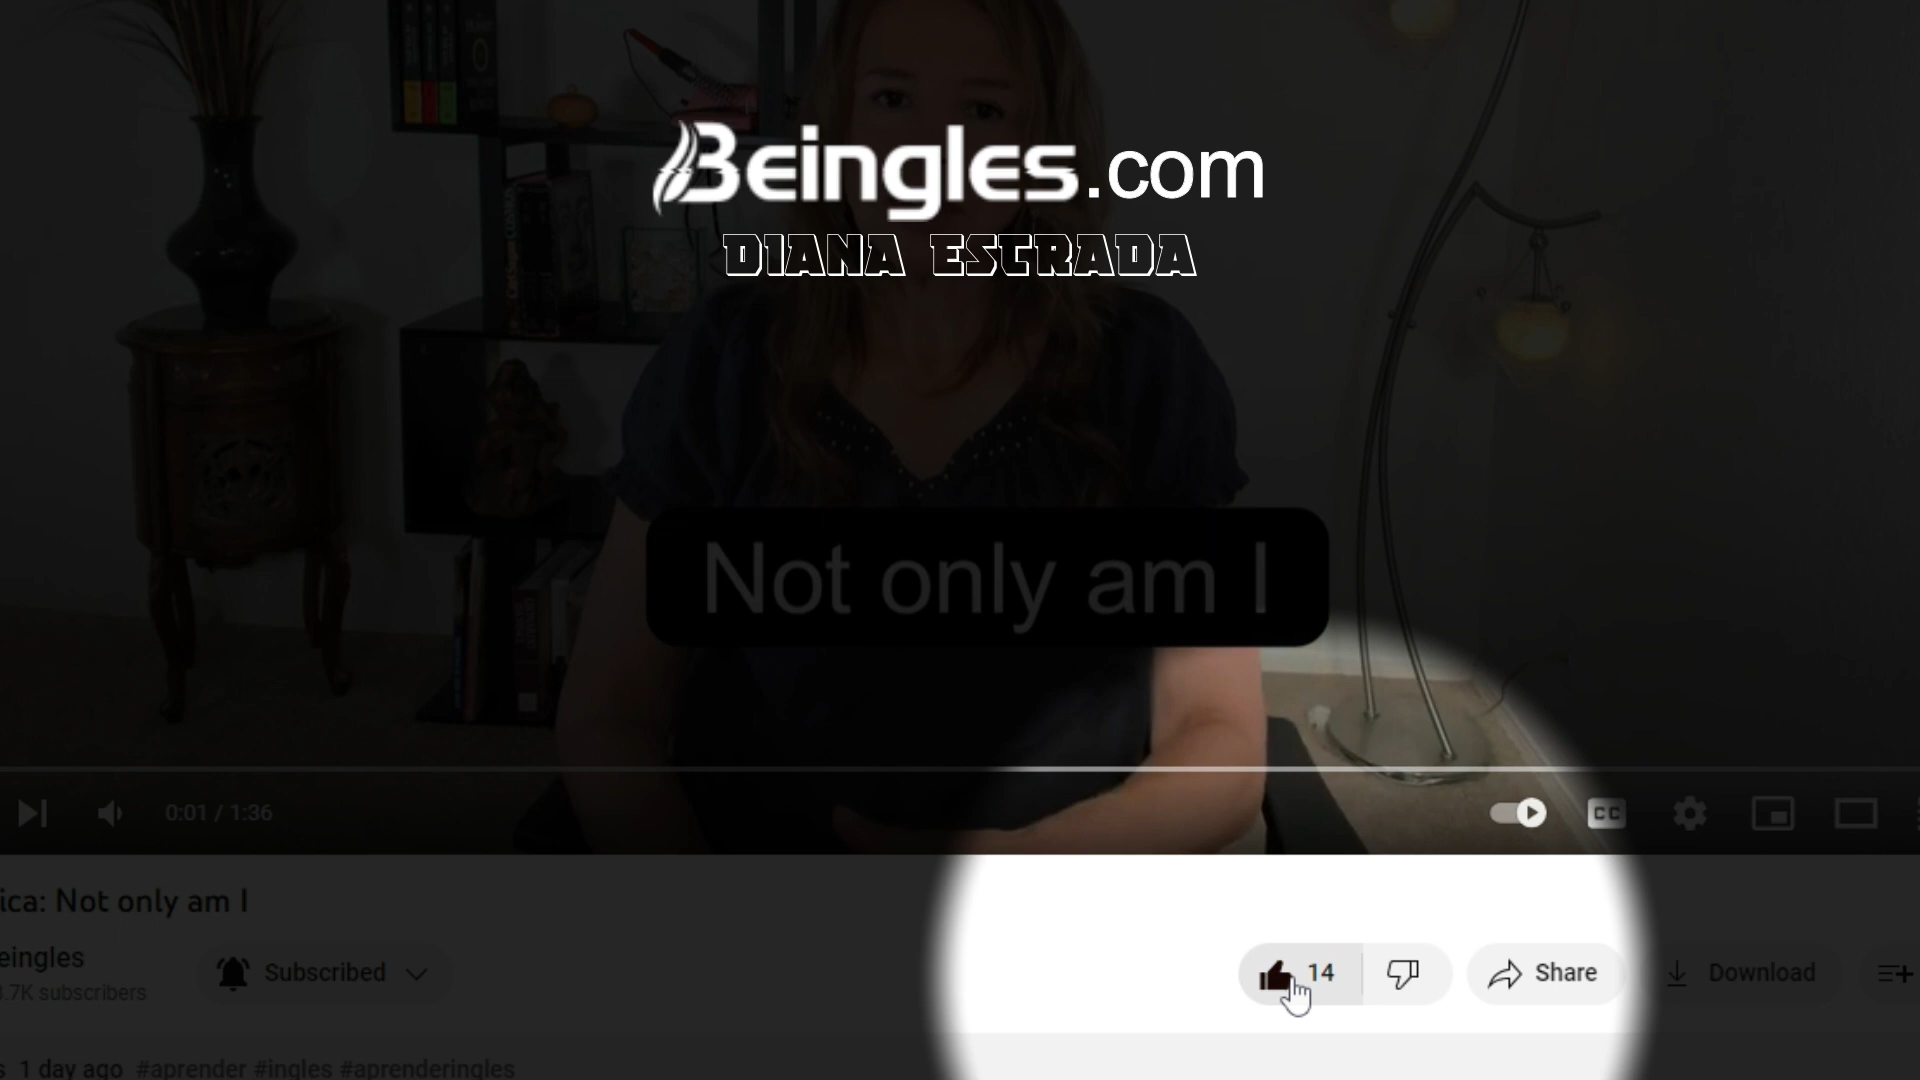 Beingles.com
DIANA ESTRADA
Not only am I
0:01 / 1:36
CC
ica: Not only am I
eingles
Subscribed
14
Share
Download
.7K subscribers
1 day ago #aprender #ingles #aprenderingles